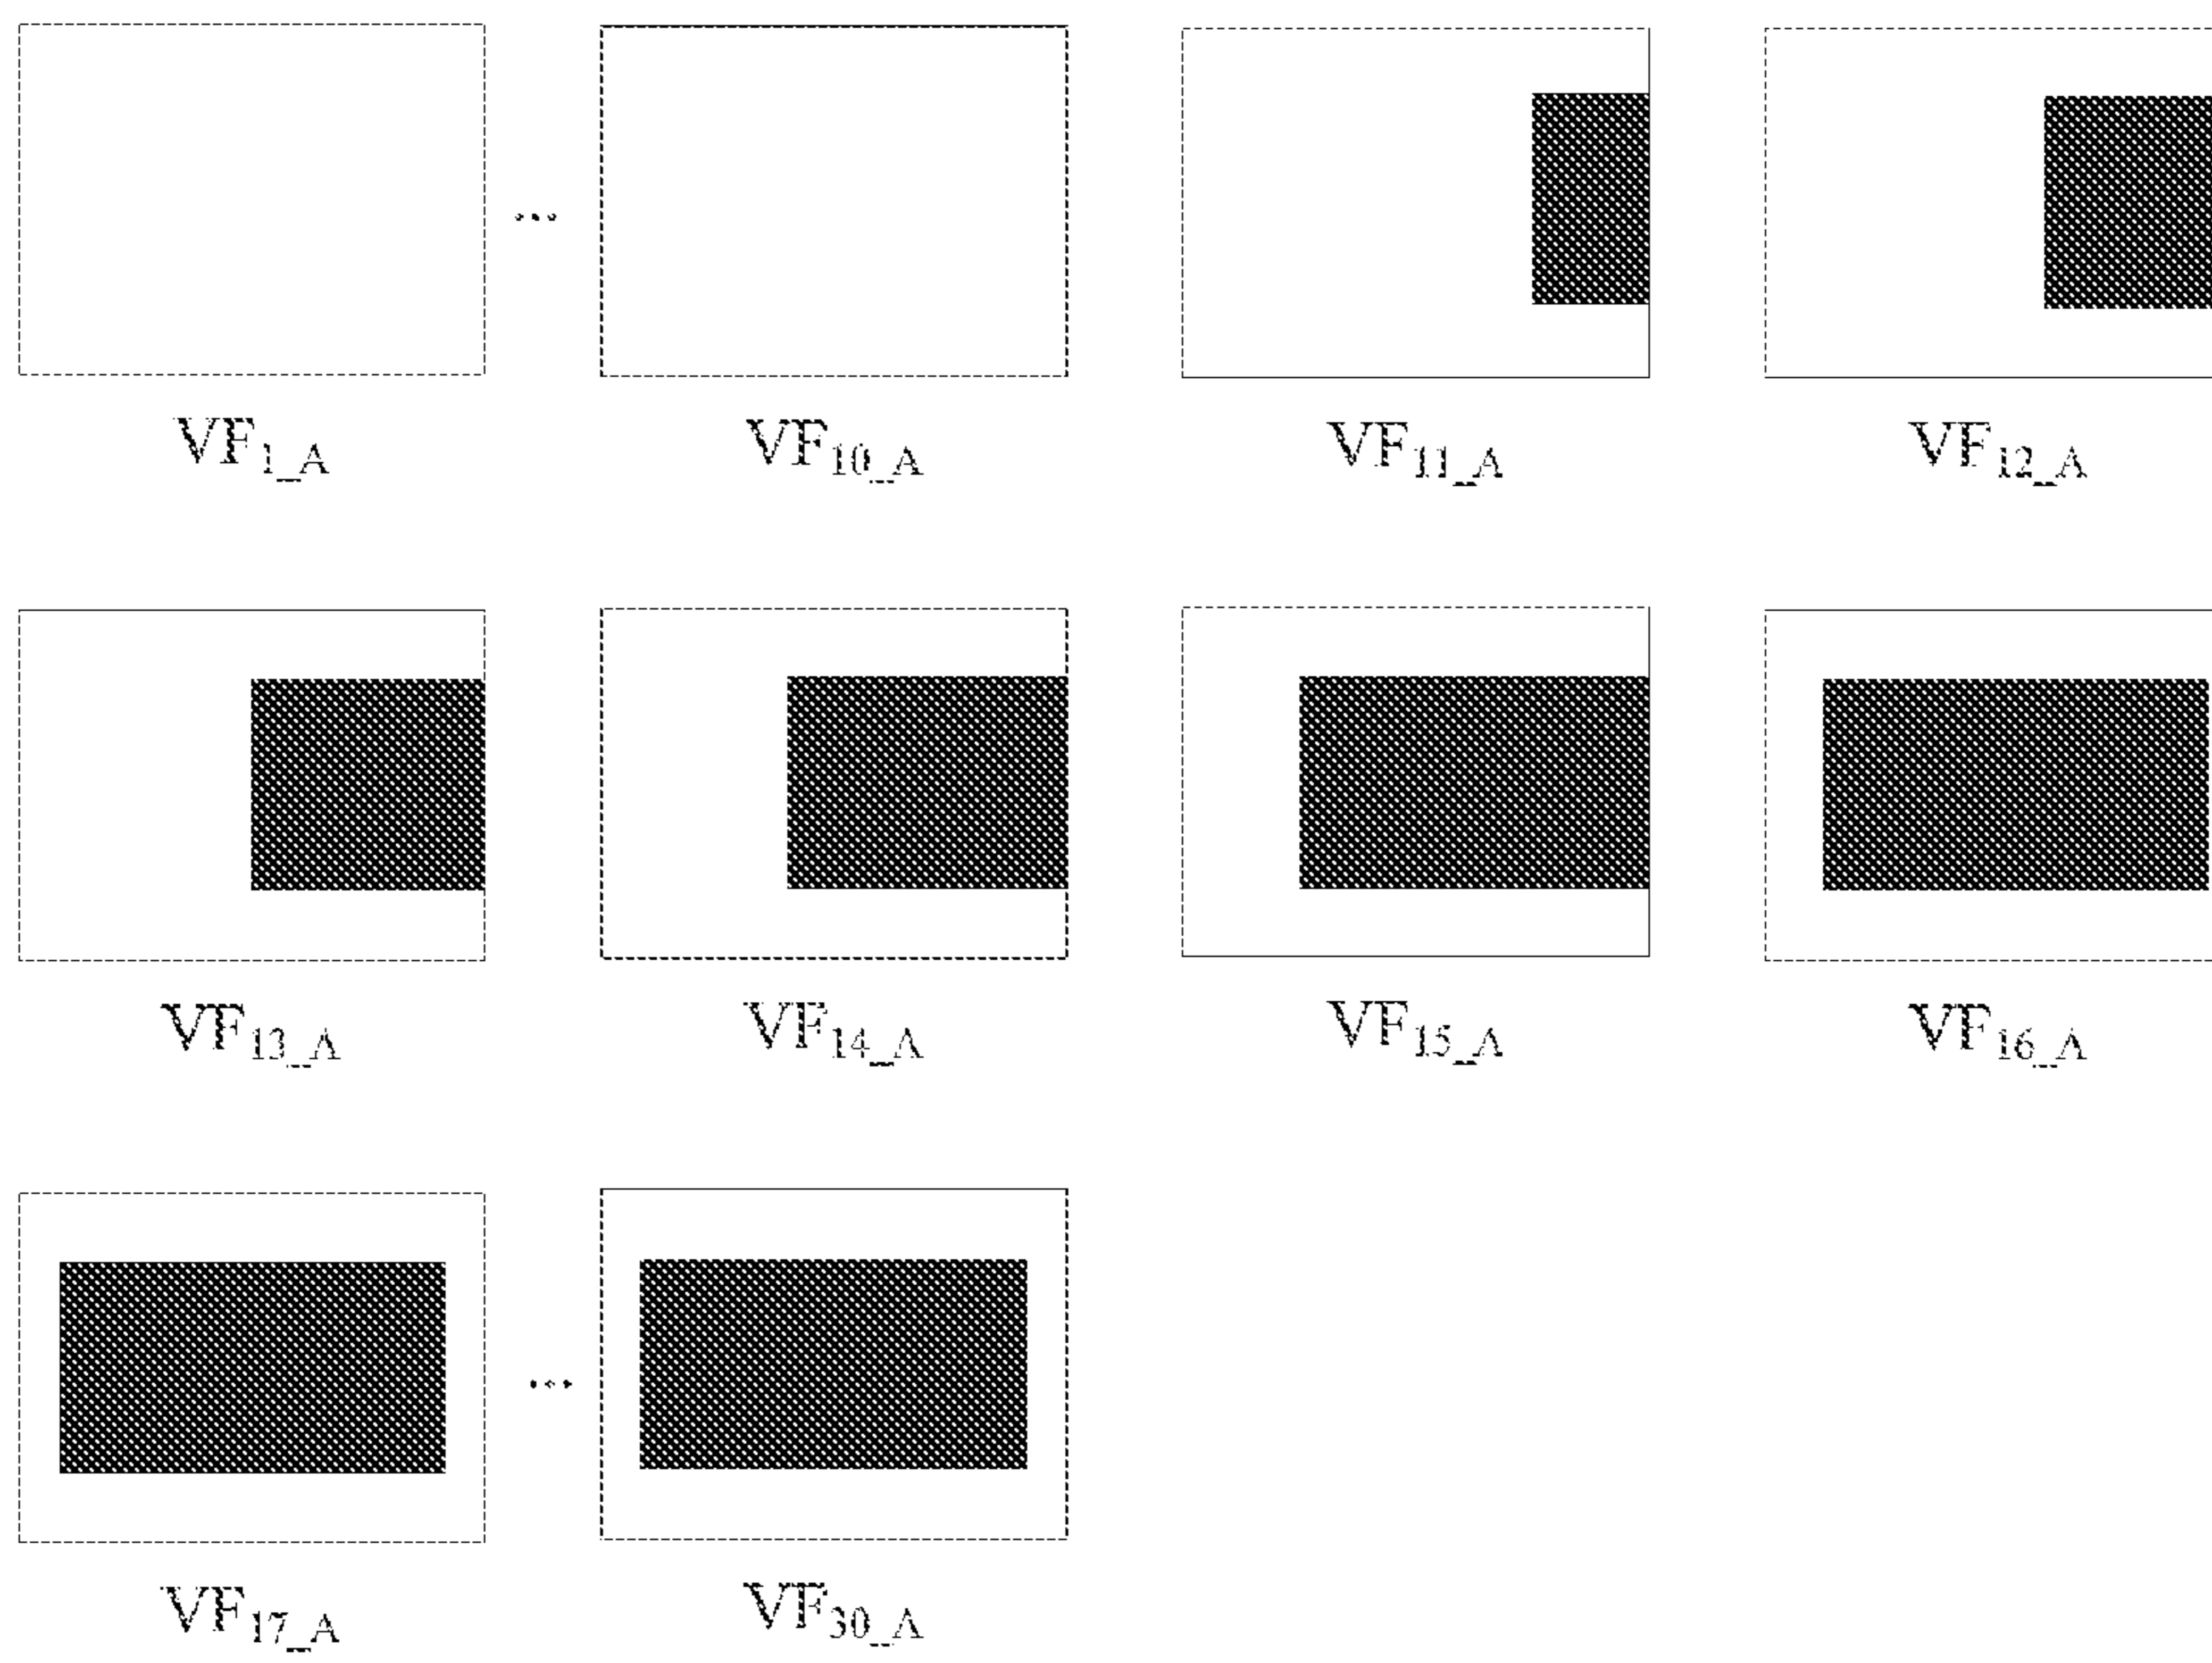 ...
VF1_A VF10_A VF11_A VF12_A
VF13_A VF14_A VF15_A VF16_A
...
VF17_A VF30_A